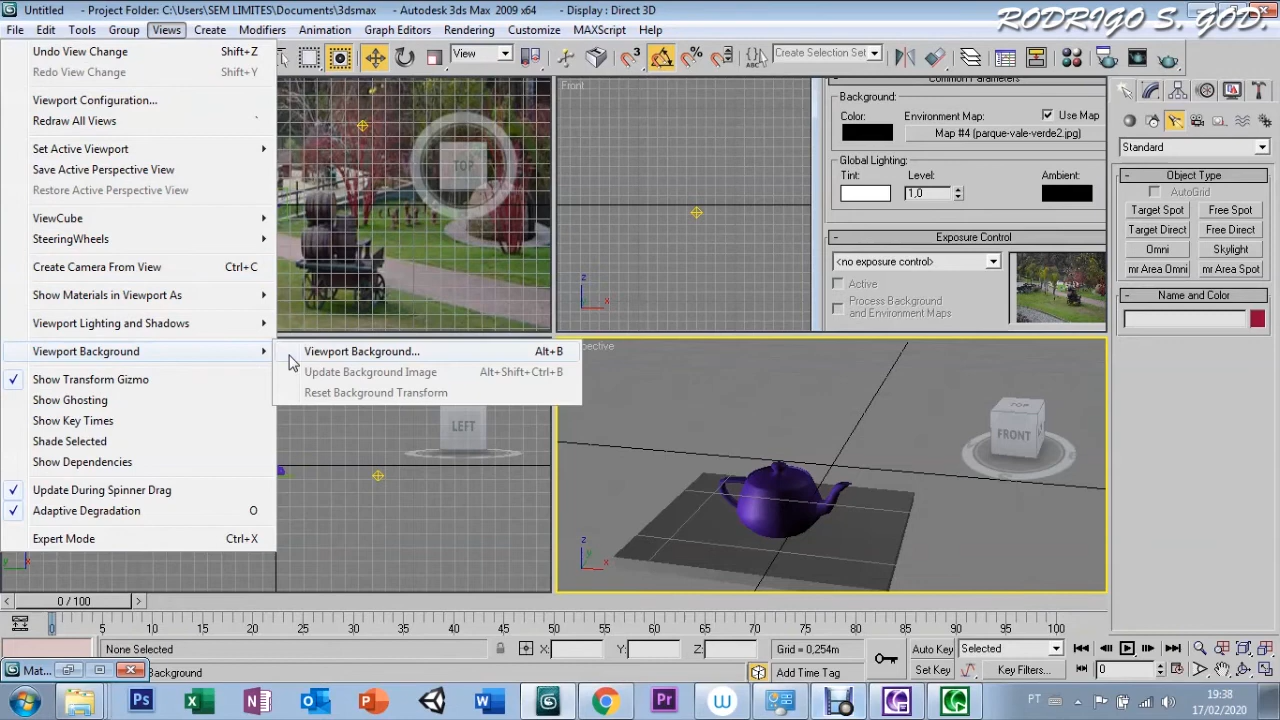 RODRIGO S. GOD.
Untitled - Project Folder: C:\Users\SEM LIMITES\Documents\3dsmax - Autodesk 3ds Max 2009 x64 - Display : Direct 3D
File Edit Tools Group Views Create Modifiers Animation Graph Editors Rendering Customize MAXScript Help
View
Create Selection Set
Undo View Change Shift+Z
Redo View Change Shift+Y
Viewport Configuration...
Redraw All Views
Set Active Viewport
Save Active Perspective View
Restore Active Perspective View
ViewCube
SteeringWheels
Create Camera From View Ctrl+C
Show Materials in Viewport As
Viewport Lighting and Shadows
Viewport Background
Show Transform Gizmo
Show Ghosting
Show Key Times
Shade Selected
Show Dependencies
Update During Spinner Drag
Adaptive Degradation O
Expert Mode Ctrl+X
Viewport Background... Alt+B
Update Background Image Alt+Shift+Ctrl+B
Reset Background Transform
TOP
Front
z
x
LEFT
spective
TOP
FRONT
z
y
x
y
x
Common Parameters
Background:
Color: Environment Map: Use Map
Map #4 (parque-vale-verde2.jpg)
Global Lighting:
Tint: Level: Ambient:
1,0
Exposure Control
<no exposure control>
Active
Process Background
and Environment Maps
Standard
Object Type
AutoGrid
Target Spot Free Spot
Target Direct Free Direct
Omni Skylight
mr Area Omni mr Area Spot
Name and Color
0 / 100
0 5 10 15 20 25 30 35 40 45 50 55 60 65 70 75 80 85 90 95 100
None Selected X: Y: Z: Grid = 0,254m Auto Key Selected
Mat... Background Add Time Tag Set Key Key Filters... 0
PT 19:38
17/02/2020